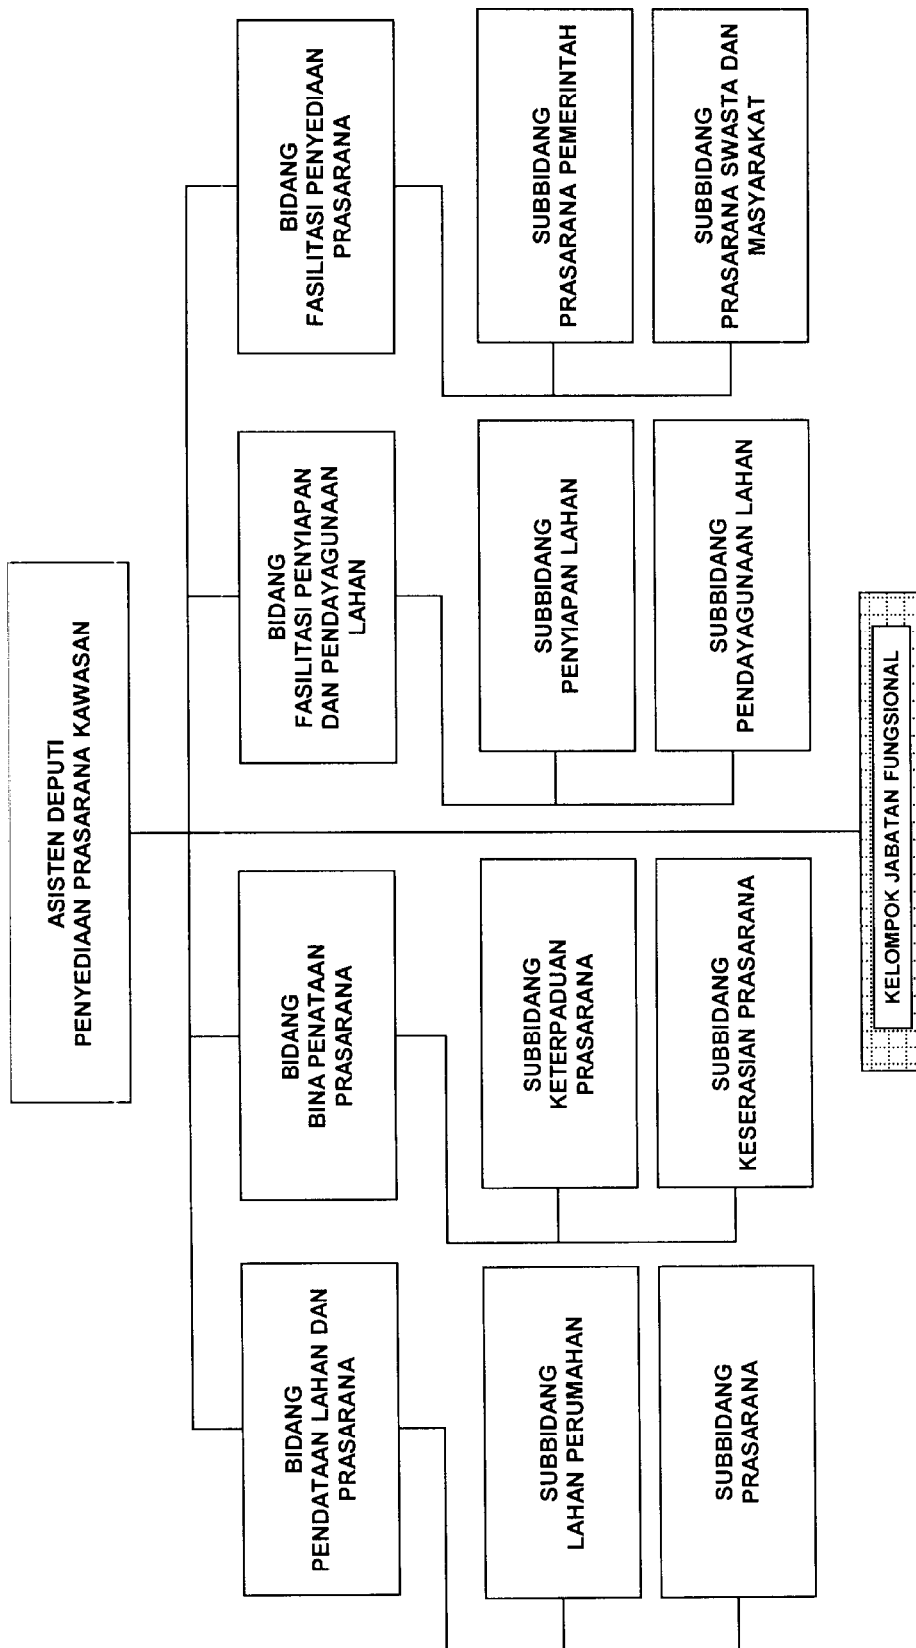 ASISTEN DEPUTI
PENYEDIAAN PRASARANA KAWASAN
BIDANG
PENDATAAN LAHAN DAN
PRASARANA
BIDANG
BINA PENATAAN
PRASARANA
BIDANG
FASILITASI PENYIAPAN
DAN PENDAYAGUNAAN
LAHAN
BIDANG
FASILITASI PENYEDIAAN
PRASARANA
SUBBIDANG
LAHAN PERUMAHAN
SUBBIDANG
KETERPADUAN
PRASARANA
SUBBIDANG
PENYIAPAN LAHAN
SUBBIDANG
PRASARANA PEMERINTAH
SUBBIDANG
PRASARANA
SUBBIDANG
KESERASIAN PRASARANA
SUBBIDANG
PENDAYAGUNAAN LAHAN
SUBBIDANG
PRASARANA SWASTA DAN
MASYARAKAT
KELOMPOK JABATAN FUNGSIONAL